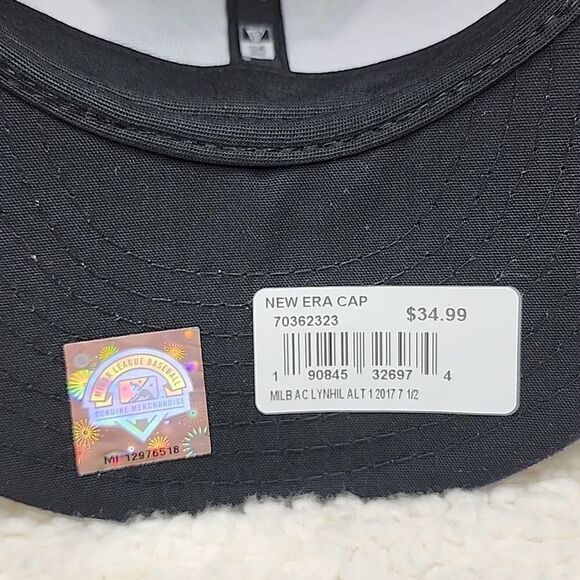 NEW ERA CAP
70362323 $34.99
1 90845 32697 4
MILB AC LYNHIL ALT 1 2017 7 1/2
MINOR LEAGUE BASEBALL
GENUINE MERCHANDISE
MI 12976518